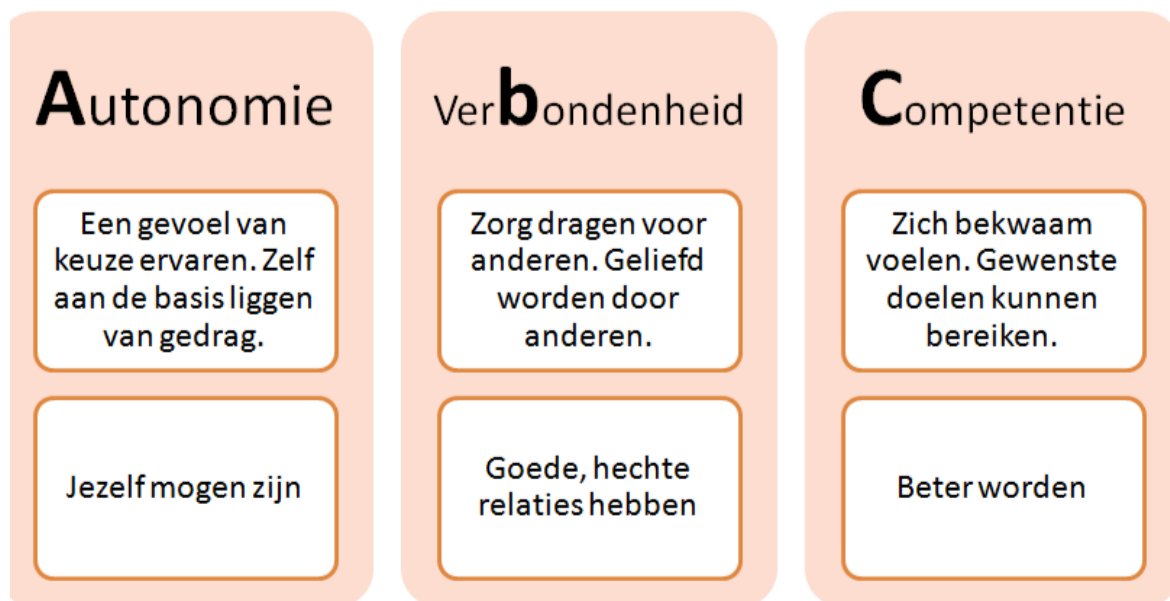 Autonomie
Een gevoel van
keuze ervaren. Zelf
aan de basis liggen
van gedrag.
Jezelf mogen zijn
Verbondenheid
Zorg dragen voor
anderen. Geliefd
worden door
anderen.
Goede, hechte
relaties hebben
Competentie
Zich bekwaam
voelen. Gewenste
doelen kunnen
bereiken.
Beter worden